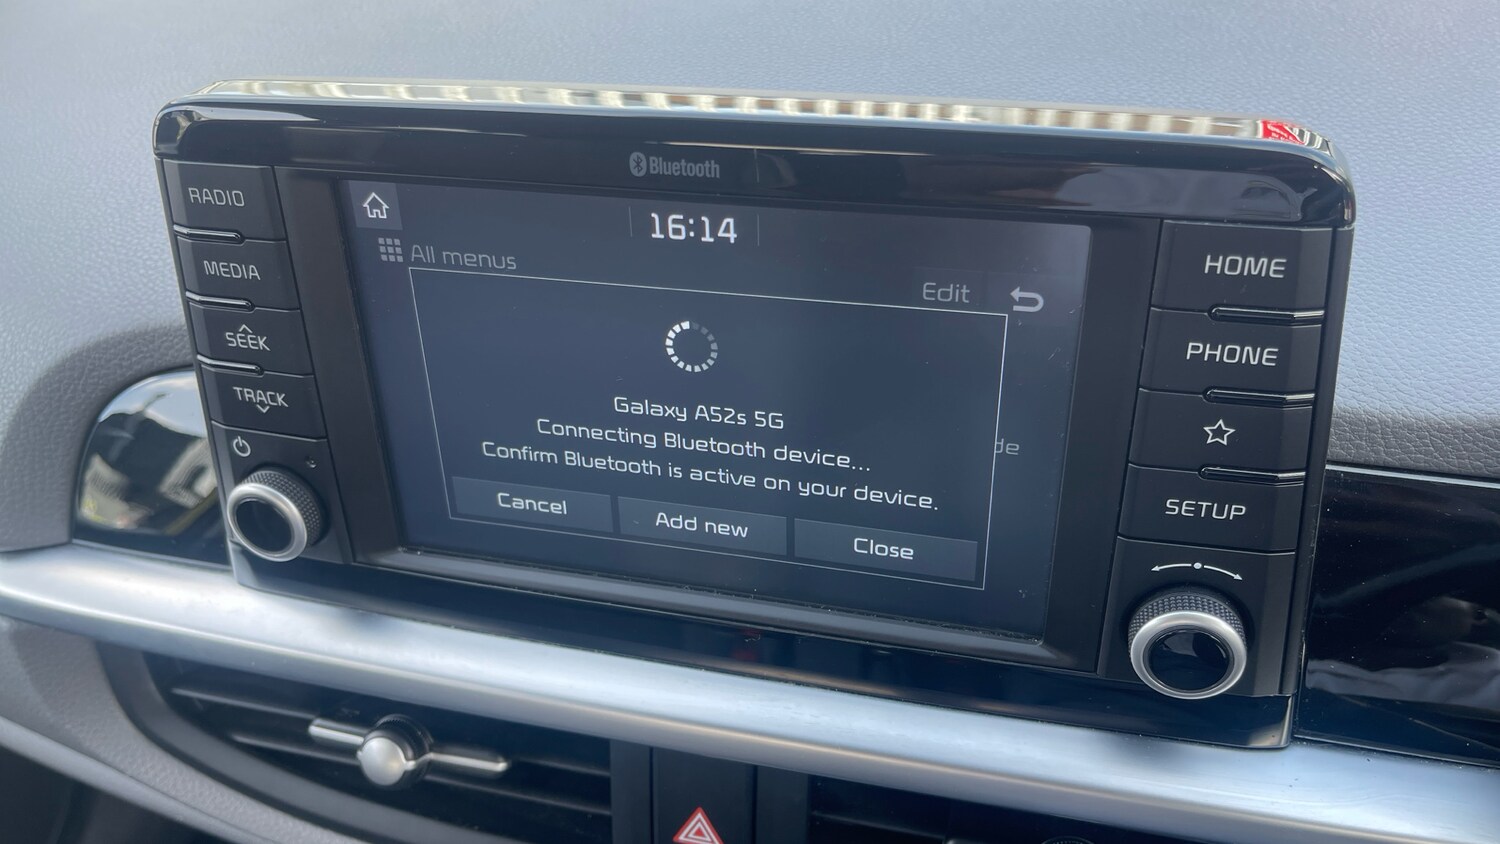 Bluetooth
RADIO
MEDIA
SEEK
TRACK
16:14
All menus
Edit
Galaxy A52s 5G
Connecting Bluetooth device...
Confirm Bluetooth is active on your device.
de
Cancel
Add new
Close
HOME
PHONE
SETUP